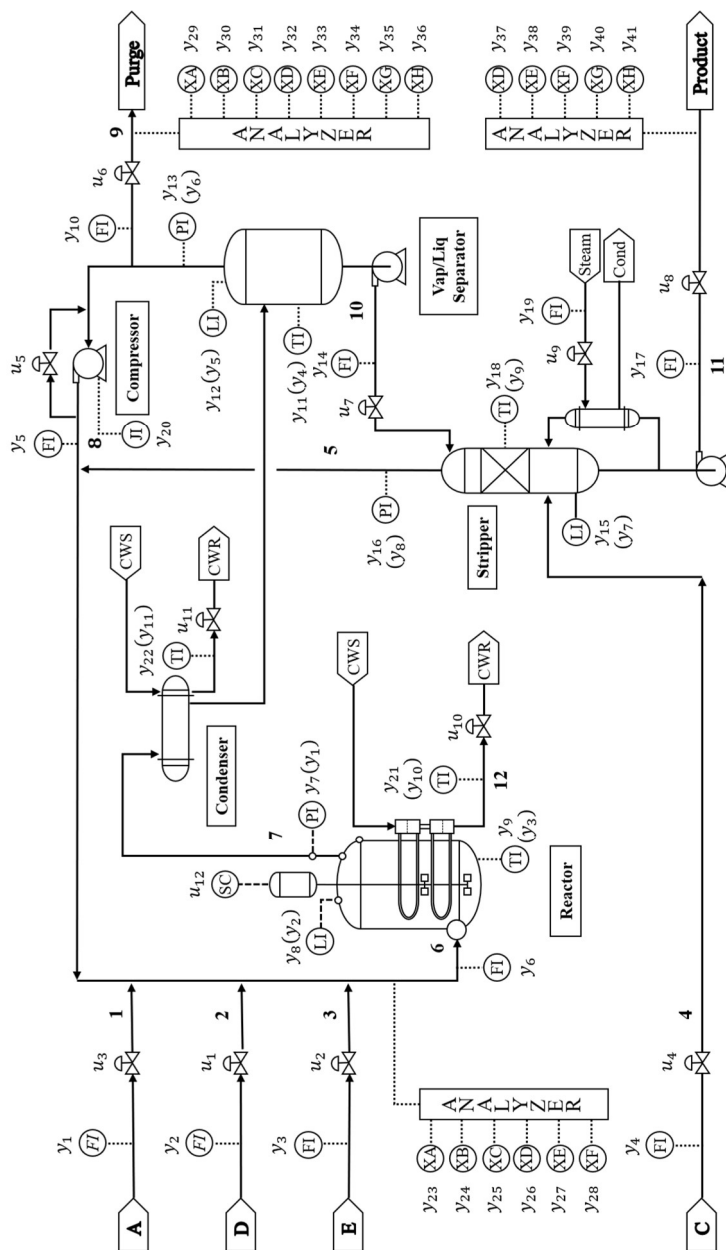 A
y₁
FI
u₃
1
D
y₂
FI
u₁
2
E
y₃
FI
u₂
3
C
y₄
FI
u₄
4
y₂₃
XA
y₂₄
XB
y₂₅
XC
y₂₆
XD
y₂₇
XE
y₂₈
XF
ANALYZER
y₆
FI
6
y₈(y₂)
LI
u₁₂
SC
7
PI
y₇(y₁)
Reactor
TI
y₉
(y₃)
y₂₁
(y₁₀)
TI
12
u₁₀
CWS
CWR
Condenser
y₂₂(y₁₁)
TI
u₁₁
CWS
CWR
y₅
FI
u₅
8
JI
y₂₀
Compressor
5
PI
y₁₆
(y₈)
Stripper
LI
y₁₅
(y₇)
y₁₈
(y₉)
TI
u₇
FI
y₁₄
10
y₁₂(y₅)
LI
y₁₁(y₄)
TI
Vap/Liq
Separator
y₁₃
(y₆)
PI
y₁₀
FI
u₆
9
Purge
u₉
y₁₉
FI
Steam
Cond
y₁₇
FI
11
u₈
Product
ANALYZER
XA
y₂₉
XB
y₃₀
XC
y₃₁
XD
y₃₂
XE
y₃₃
XF
y₃₄
XG
y₃₅
XH
y₃₆
ANALYZER
XD
y₃₇
XE
y₃₈
XF
y₃₉
XG
y₄₀
XH
y₄₁